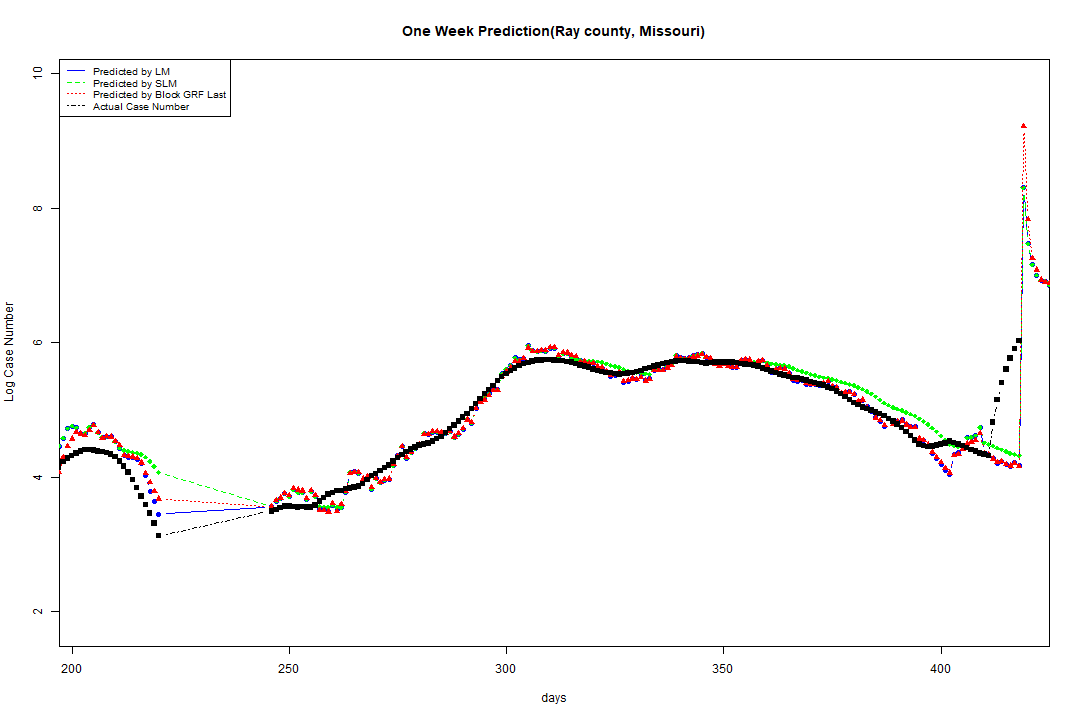 One Week Prediction(Ray county, Missouri)
Predicted by LM
Predicted by SLM
Predicted by Block GRF Last
Actual Case Number
10
8
6
4
2
Log Case Number
200 250 300 350 400
days